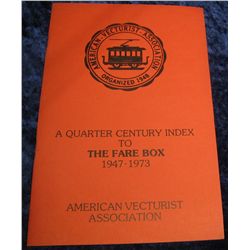 AMERICAN VECTURIST ASSOCIATION
ORGANIZED 1948
A QUARTER CENTURY INDEX
TO
THE FARE BOX
1947-1973
AMERICAN VECTURIST
ASSOCIATION